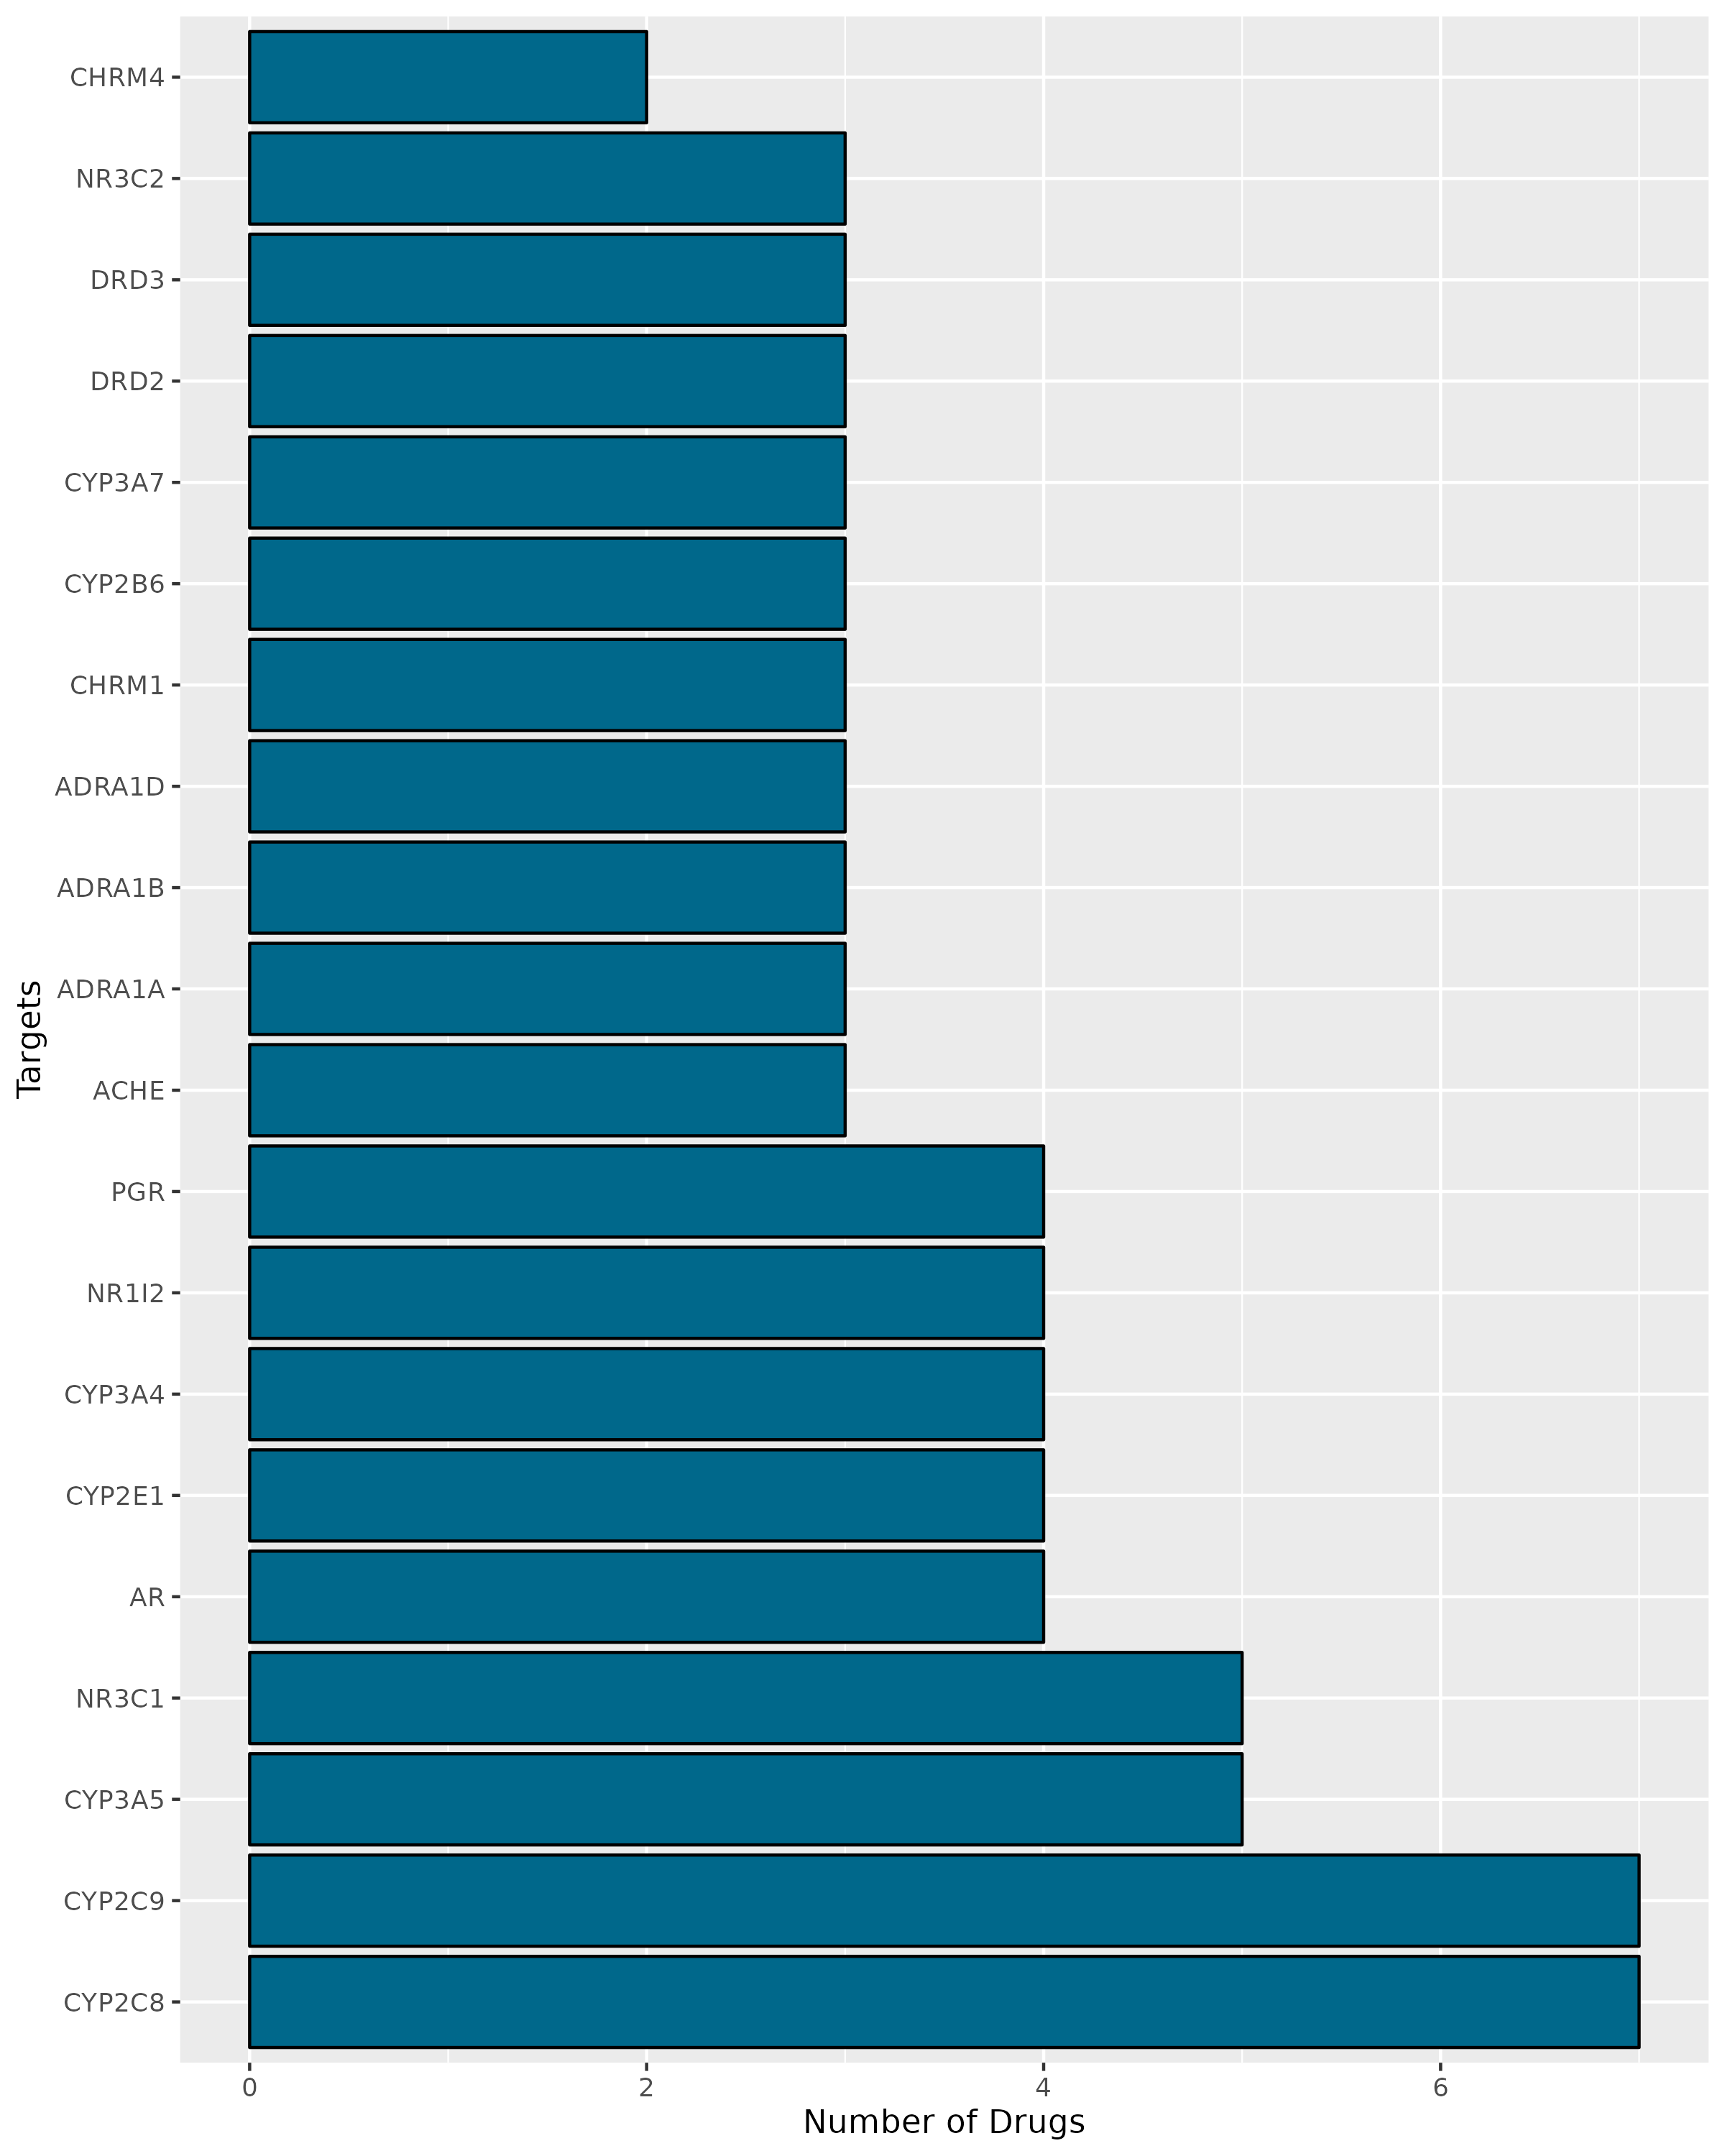 CHRM4
NR3C2
DRD3
DRD2
CYP3A7
CYP2B6
CHRM1
ADRA1D
ADRA1B
ADRA1A
ACHE
PGR
NR1I2
CYP3A4
CYP2E1
AR
NR3C1
CYP3A5
CYP2C9
CYP2C8
Targets
0 2 4 6
Number of Drugs